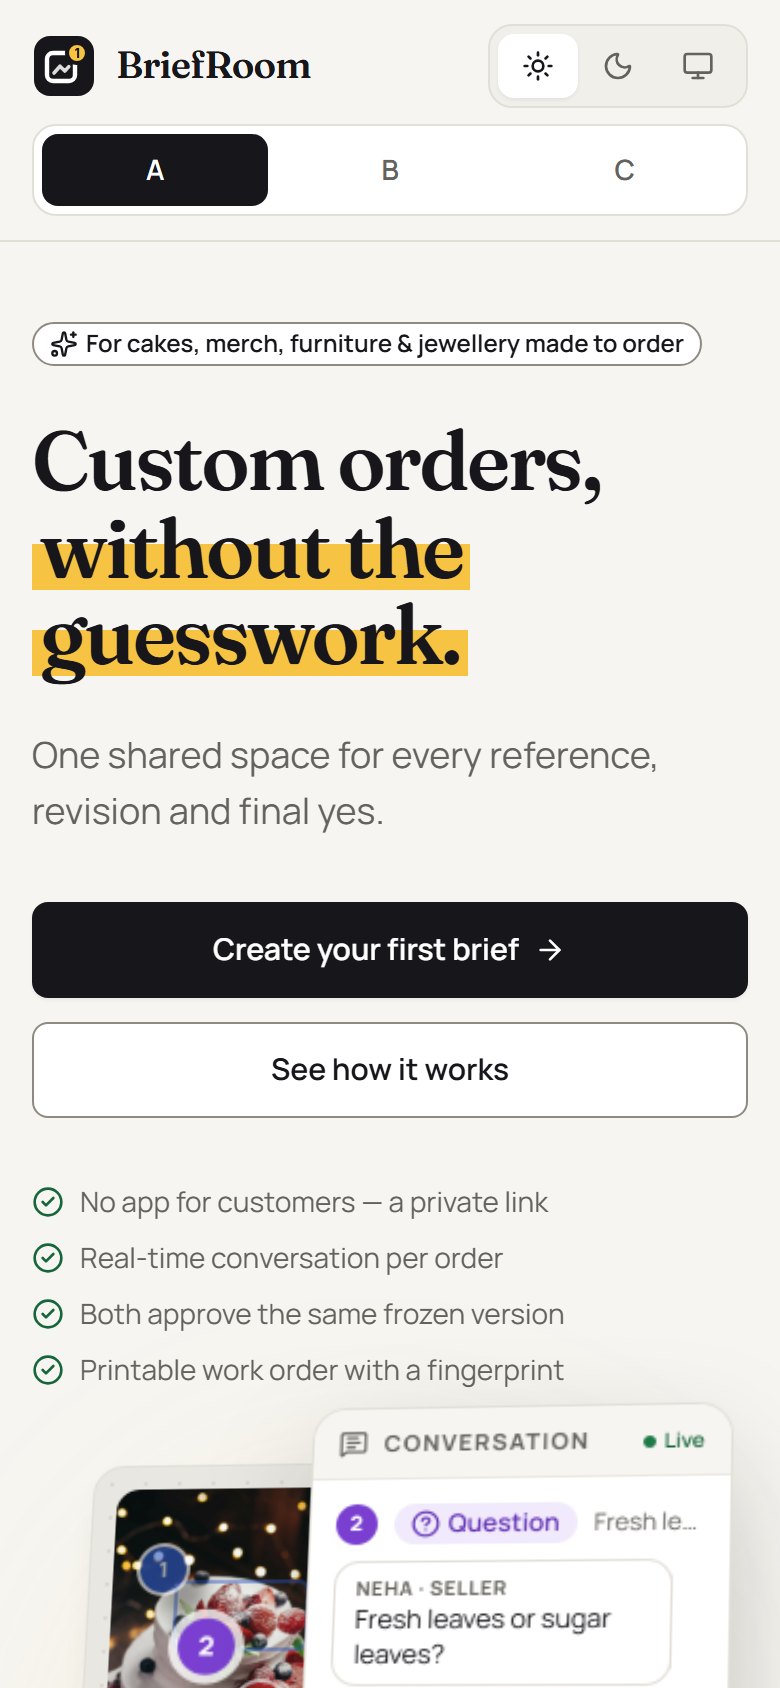 1
BriefRoom
A
B
C
For cakes, merch, furniture & jewellery made to order
Custom orders,
without the
guesswork.
One shared space for every reference,
revision and final yes.
Create your first brief →
See how it works
No app for customers — a private link
Real-time conversation per order
Both approve the same frozen version
Printable work order with a fingerprint
CONVERSATION
Live
2
Question
Fresh le...
1
NEHA · SELLER
Fresh leaves or sugar
leaves?
2